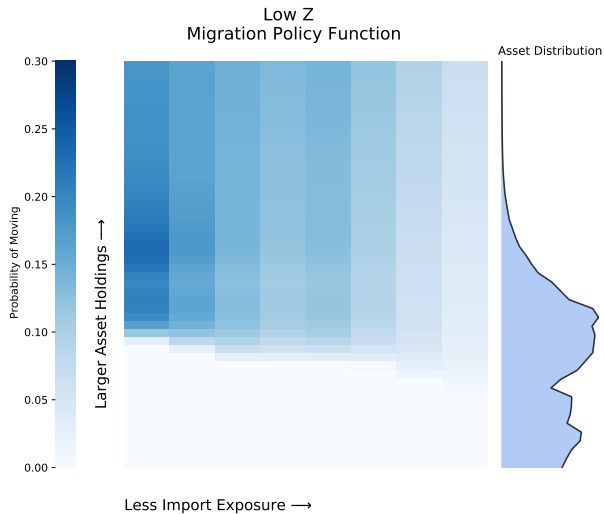 Low Z
Migration Policy Function
Asset Distribution
0.30
0.25
0.20
0.15
0.10
0.05
0.00
Probability of Moving
Larger Asset Holdings ⟶
Less Import Exposure ⟶